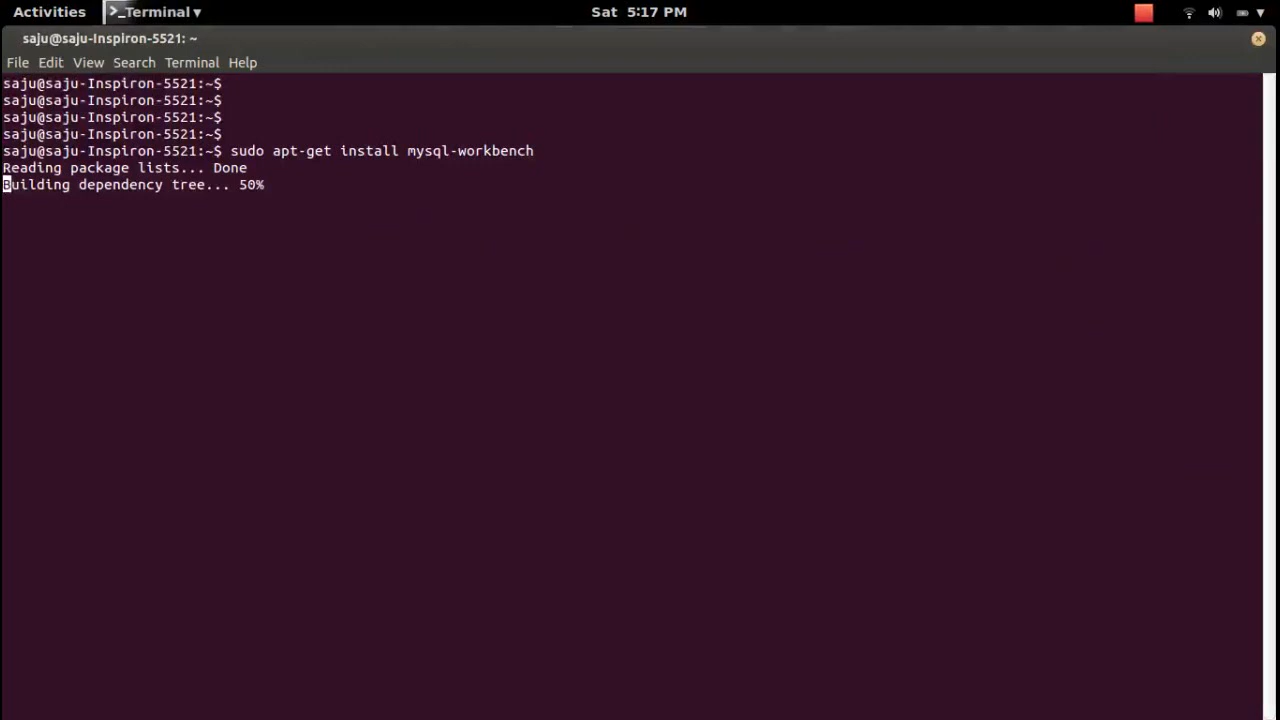 Activities >_Terminal ▾ Sat 5:17 PM
saju@saju-Inspiron-5521: ~
File Edit View Search Terminal Help
saju@saju-Inspiron-5521:~$
saju@saju-Inspiron-5521:~$
saju@saju-Inspiron-5521:~$
saju@saju-Inspiron-5521:~$
saju@saju-Inspiron-5521:~$ sudo apt-get install mysql-workbench
Reading package lists... Done
Building dependency tree... 50%